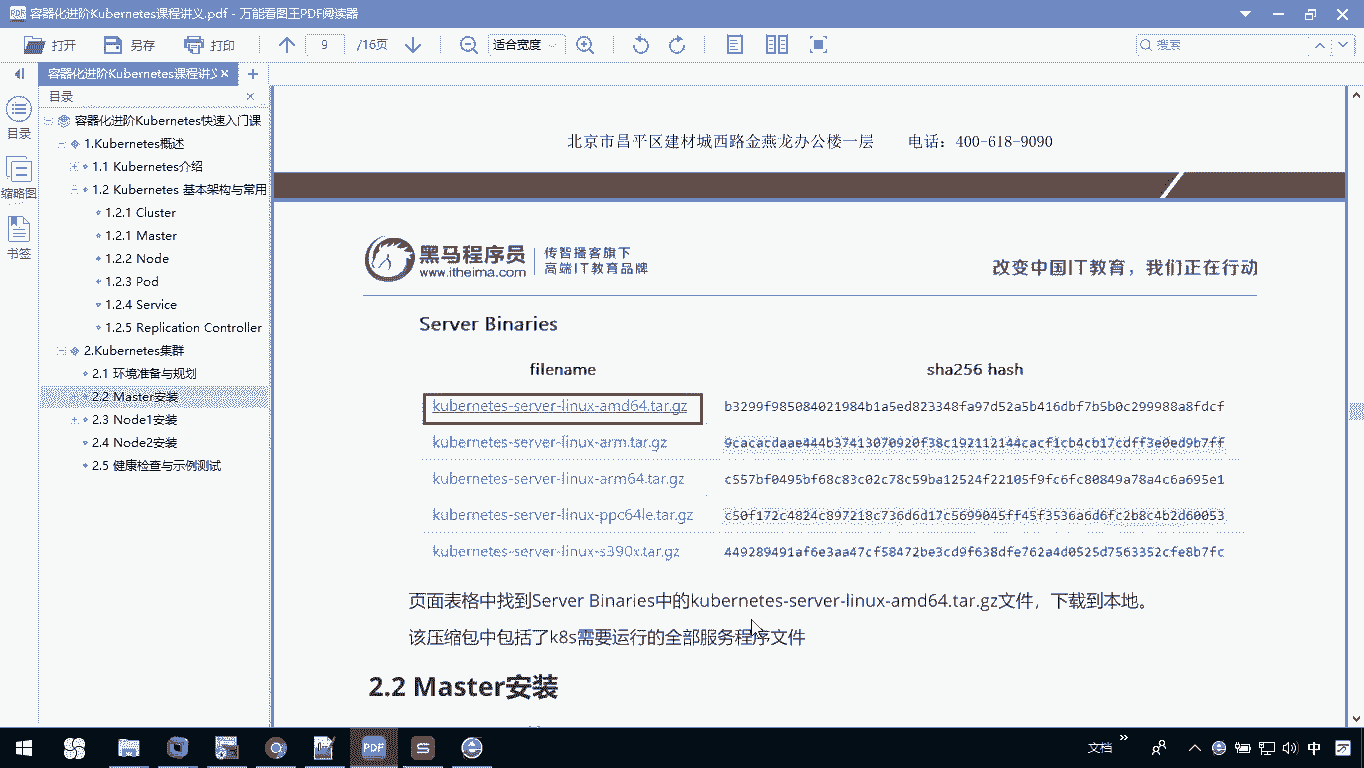 容器化进阶Kubernetes课程讲义.pdf - 万能看图王PDF阅读器
打开 另存 打印 9 /16页 适合宽度 搜索
容器化进阶Kubernetes课程讲义
目录
目录
缩略图
书签
容器化进阶Kubernetes快速入门课
1.Kubernetes概述
1.1 Kubernetes介绍
1.2 Kubernetes 基本架构与常用
1.2.1 Cluster
1.2.1 Master
1.2.2 Node
1.2.3 Pod
1.2.4 Service
1.2.5 Replication Controller
2.Kubernetes集群
2.1 环境准备与规划
2.2 Master安装
2.3 Node1安装
2.4 Node2安装
2.5 健康检查与示例测试
北京市昌平区建材城西路金燕龙办公楼一层 电话：400-618-9090
黑马程序员
www.itheima.com
传智播客旗下
高端IT教育品牌
改变中国IT教育，我们正在行动
Server Binaries
filename sha256 hash
kubernetes-server-linux-amd64.tar.gz b3299f985084021984b1a5ed823348fa97d52a5b416dbf7b5b0c299988a8fdcf
kubernetes-server-linux-arm.tar.gz 9cacacdaae444b37413070920f38c192112144cacf1cb4cb17cdff3e0ed9b7ff
kubernetes-server-linux-arm64.tar.gz c557bf0495bf68c83c02c78c59ba12524f22105f9fc6fc80849a78a4c6a695e1
kubernetes-server-linux-ppc64le.tar.gz c50f172c4824c897218c736d6d17c5699045ff45f3536a6d6fc2b8c4b2d60053
kubernetes-server-linux-s390x.tar.gz 449289491af6e3aa47cf58472be3cd9f638dfe762a4d0525d7563352cfe8b7fc
页面表格中找到Server Binaries中的kubernetes-server-linux-amd64.tar.gz文件，下载到本地。
该压缩包中包括了k8s需要运行的全部服务程序文件
2.2 Master安装
PDF
文档
中